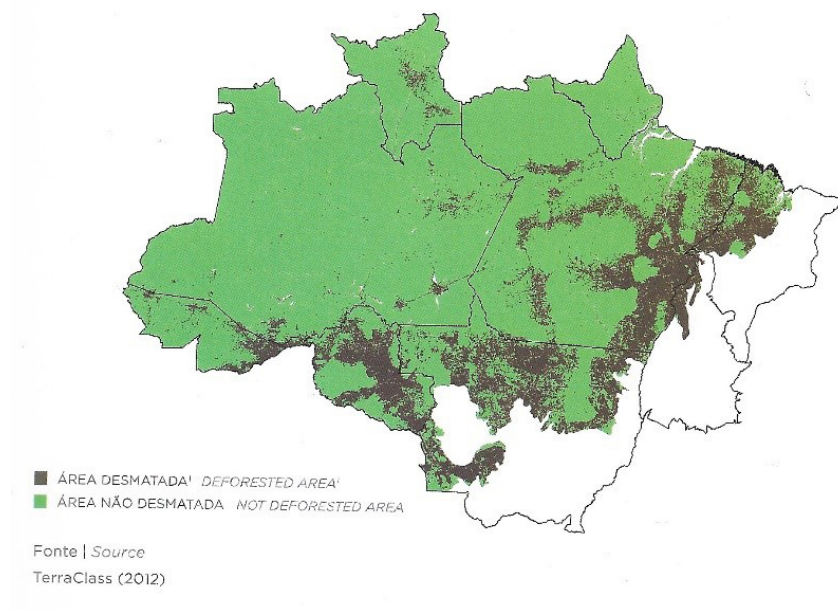 ÁREA DESMATADA¹ DEFORESTED AREA¹
ÁREA NÃO DESMATADA NOT DEFORESTED AREA
Fonte | Source
TerraClass (2012)